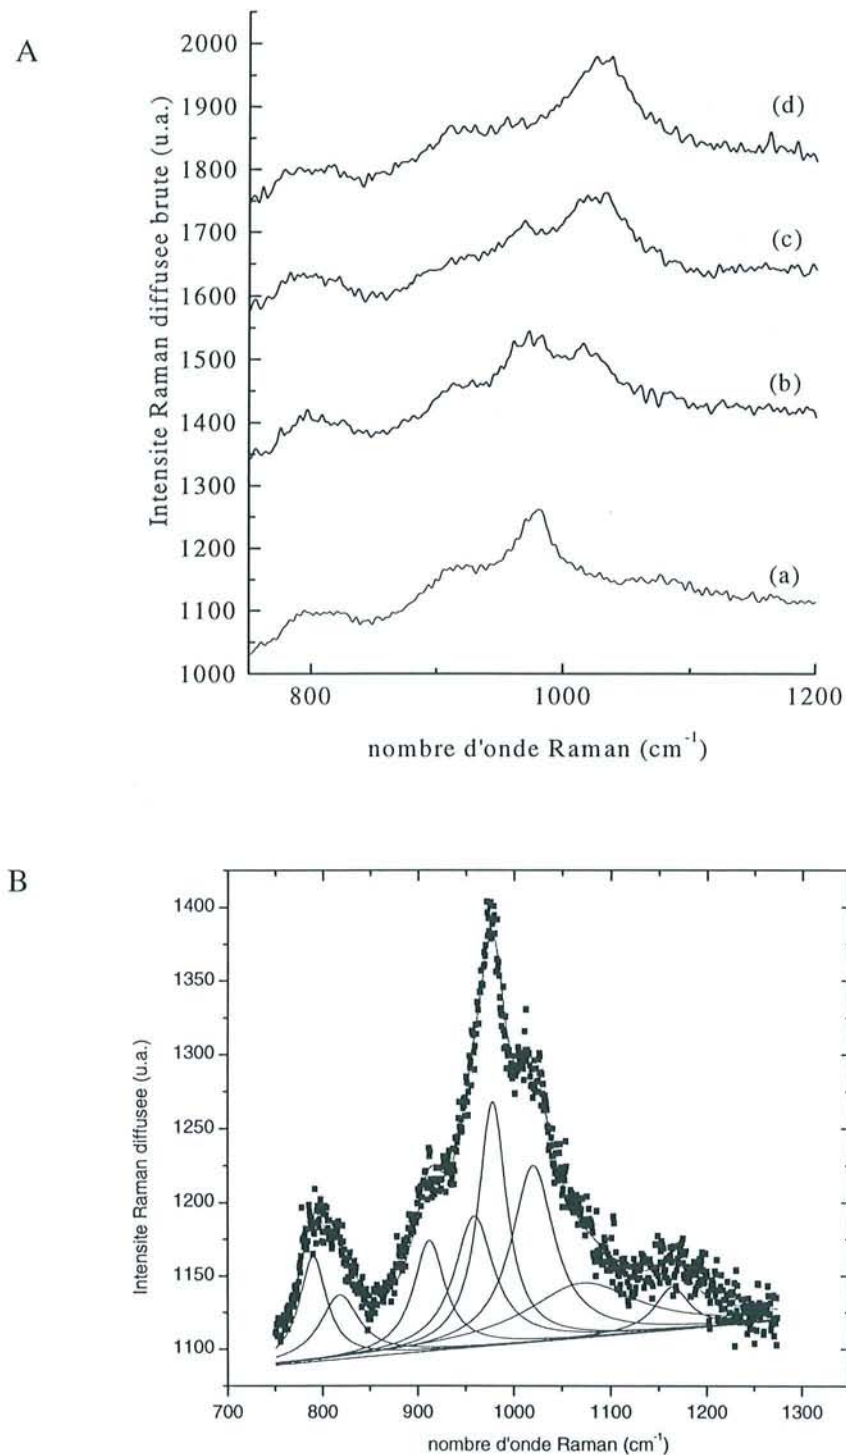 A
Intensite Raman diffusee brute (u.a.)
2000
1900
1800
1700
1600
1500
1400
1300
1200
1100
1000
(d)
(c)
(b)
(a)
800
1000
1200
nombre d'onde Raman (cm⁻¹)
B
Intensite Raman diffusee (u.a.)
1400
1350
1300
1250
1200
1150
1100
700
800
900
1000
1100
1200
1300
nombre d'onde Raman (cm⁻¹)